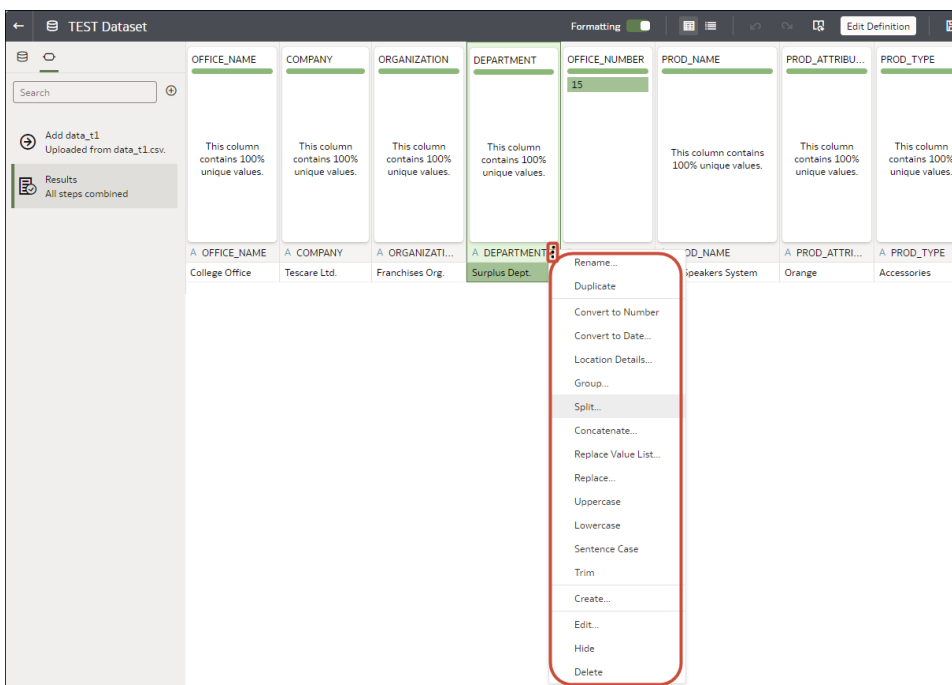 TEST Dataset
Formatting
Edit Definition
Search
Add data_t1
Uploaded from data_t1.csv.
Results
All steps combined
OFFICE_NAME COMPANY ORGANIZATION DEPARTMENT OFFICE_NUMBER PROD_NAME PROD_ATTRIBU... PROD_TYPE
15
This column
contains 100%
unique values.
This column
contains 100%
unique values.
This column
contains 100%
unique values.
This column
contains 100%
unique values.
This column contains
100% unique values.
This column
contains 100%
unique values.
This column
contains 100%
unique values.
A OFFICE_NAME A COMPANY A ORGANIZATI... A DEPARTMENT OD_NAME A PROD_ATTRI... A PROD_TYPE
College Office Tescare Ltd. Franchises Org. Surplus Dept. Speakers System Orange Accessories
Rename...
Duplicate
Convert to Number
Convert to Date...
Location Details...
Group...
Split...
Concatenate...
Replace Value List...
Replace...
Uppercase
Lowercase
Sentence Case
Trim
Create...
Edit...
Hide
Delete